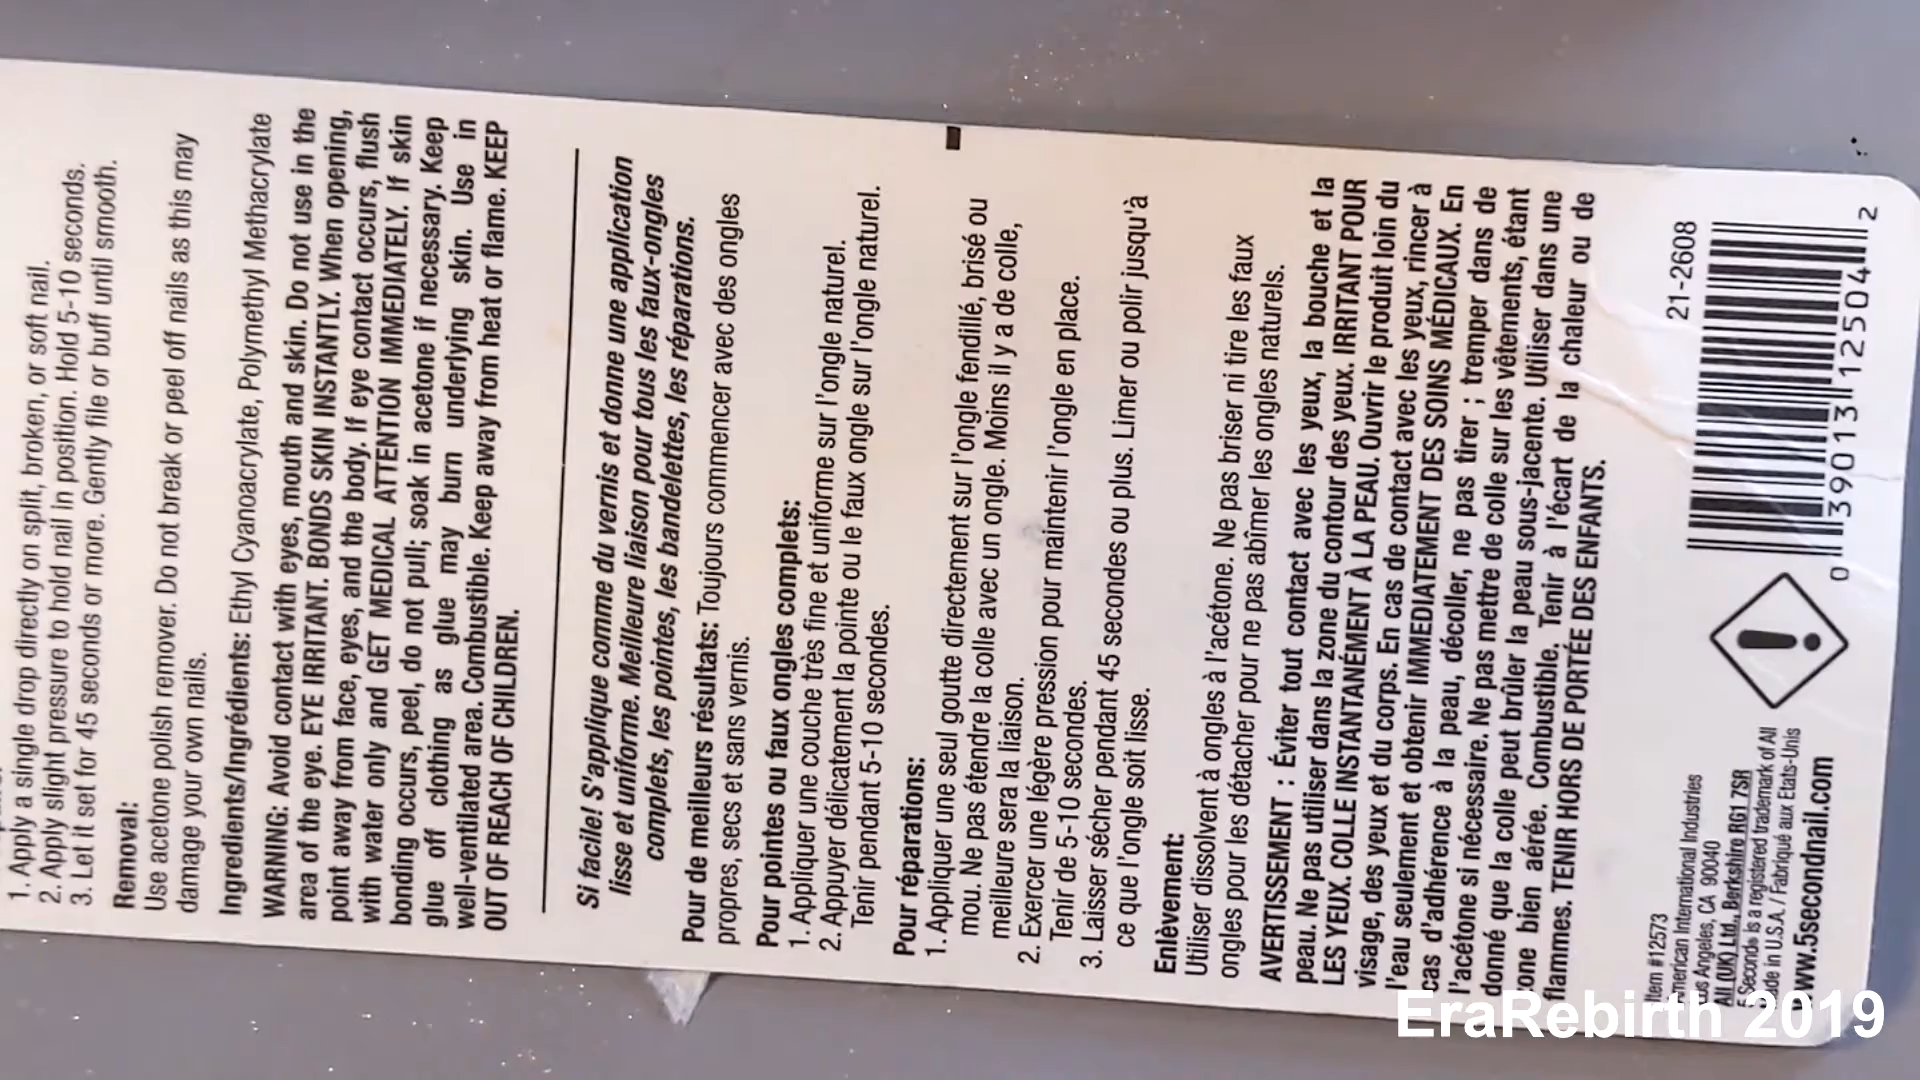 1. Apply a single drop directly on split, broken, or soft nail.
2. Apply slight pressure to hold nail in position. Hold 5-10 seconds.
3. Let it set for 45 seconds or more. Gently file or buff until smooth.
Removal:
Use acetone polish remover. Do not break or peel off nails as this may
damage your own nails.
Ingredients/Ingrédients: Ethyl Cyanoacrylate, Polymethyl Methacrylate
WARNING: Avoid contact with eyes, mouth and skin. Do not use in the
area of the eye. EYE IRRITANT. BONDS SKIN INSTANTLY. When opening,
point away from face, eyes, and the body. If eye contact occurs, flush
with water only and GET MEDICAL ATTENTION IMMEDIATELY. If skin
bonding occurs, peel, do not pull; soak in acetone if necessary. Keep
glue off clothing as glue may burn underlying skin. Use in
well-ventilated area. Combustible. Keep away from heat or flame. KEEP
OUT OF REACH OF CHILDREN.
Si facile! S'applique comme du vernis et donne une application
lisse et uniforme. Meilleure liaison pour tous les faux-ongles
complets, les pointes, les bandelettes, les réparations.
Pour de meilleurs résultats: Toujours commencer avec des ongles
propres, secs et sans vernis.
Pour pointes ou faux ongles complets:
1. Appliquer une couche très fine et uniforme sur l'ongle naturel.
2. Appuyer délicatement la pointe ou le faux ongle sur l'ongle naturel.
Tenir pendant 5-10 secondes.
Pour réparations:
1. Appliquer une seul goutte directement sur l'ongle fendillé, brisé ou
mou. Ne pas étendre la colle avec un ongle. Moins il y a de colle,
meilleure sera la liaison.
2. Exercer une légère pression pour maintenir l'ongle en place.
Tenir de 5-10 secondes.
3. Laisser sécher pendant 45 secondes ou plus. Limer ou polir jusqu'à
ce que l'ongle soit lisse.
Enlèvement:
Utiliser dissolvent à ongles à l'acétone. Ne pas briser ni tire les faux
ongles pour les détacher pour ne pas abîmer les ongles naturels.
AVERTISSEMENT : Éviter tout contact avec les yeux, la bouche et la
peau. Ne pas utiliser dans la zone du contour des yeux. IRRITANT POUR
LES YEUX. COLLE INSTANTANÉMENT À LA PEAU. Ouvrir le produit loin du
visage, des yeux et du corps. En cas de contact avec les yeux, rincer à
l'eau seulement et obtenir IMMEDIATEMENT DES SOINS MÉDICAUX. En
cas d'adhérence à la peau, décoller, ne pas tirer ; tremper dans de
l'acétone si nécessaire. Ne pas mettre de colle sur les vêtements, étant
donné que la colle peut brûler la peau sous-jacente. Utiliser dans une
zone bien aérée. Combustible. Tenir à l'écart de la chaleur ou de
flammes. TENIR HORS DE PORTÉE DES ENFANTS.
Item #12573
American International Industries
Los Angeles, CA 90040
AII (UK) Ltd., Berkshire RG1 7SR
5 Second® is a registered trademark of AII
Made in U.S.A. / Fabriqué aux Etats-Unis
www.5secondnail.com
21-2608
0 39013 12504 2
EraRebirth 2019